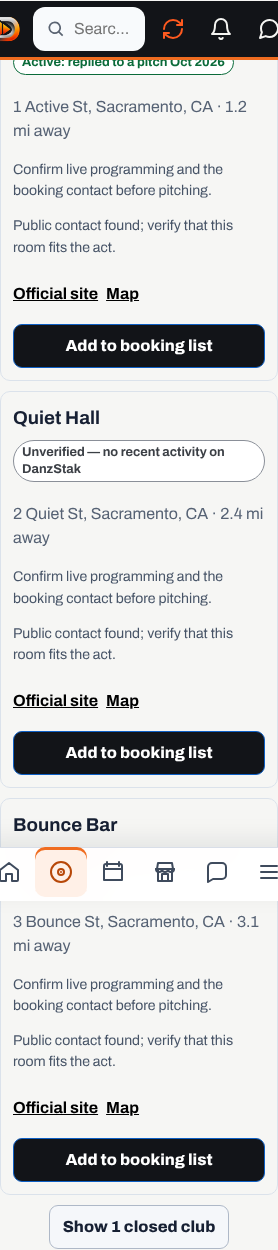 Searc...
Active: replied to a pitch Oct 2026
1 Active St, Sacramento, CA · 1.2
mi away
Confirm live programming and the
booking contact before pitching.
Public contact found; verify that this
room fits the act.
Official site Map
Add to booking list
Quiet Hall
Unverified — no recent activity on
DanzStak
2 Quiet St, Sacramento, CA · 2.4 mi
away
Confirm live programming and the
booking contact before pitching.
Public contact found; verify that this
room fits the act.
Official site Map
Add to booking list
Bounce Bar
3 Bounce St, Sacramento, CA · 3.1
mi away
Confirm live programming and the
booking contact before pitching.
Public contact found; verify that this
room fits the act.
Official site Map
Add to booking list
Show 1 closed club